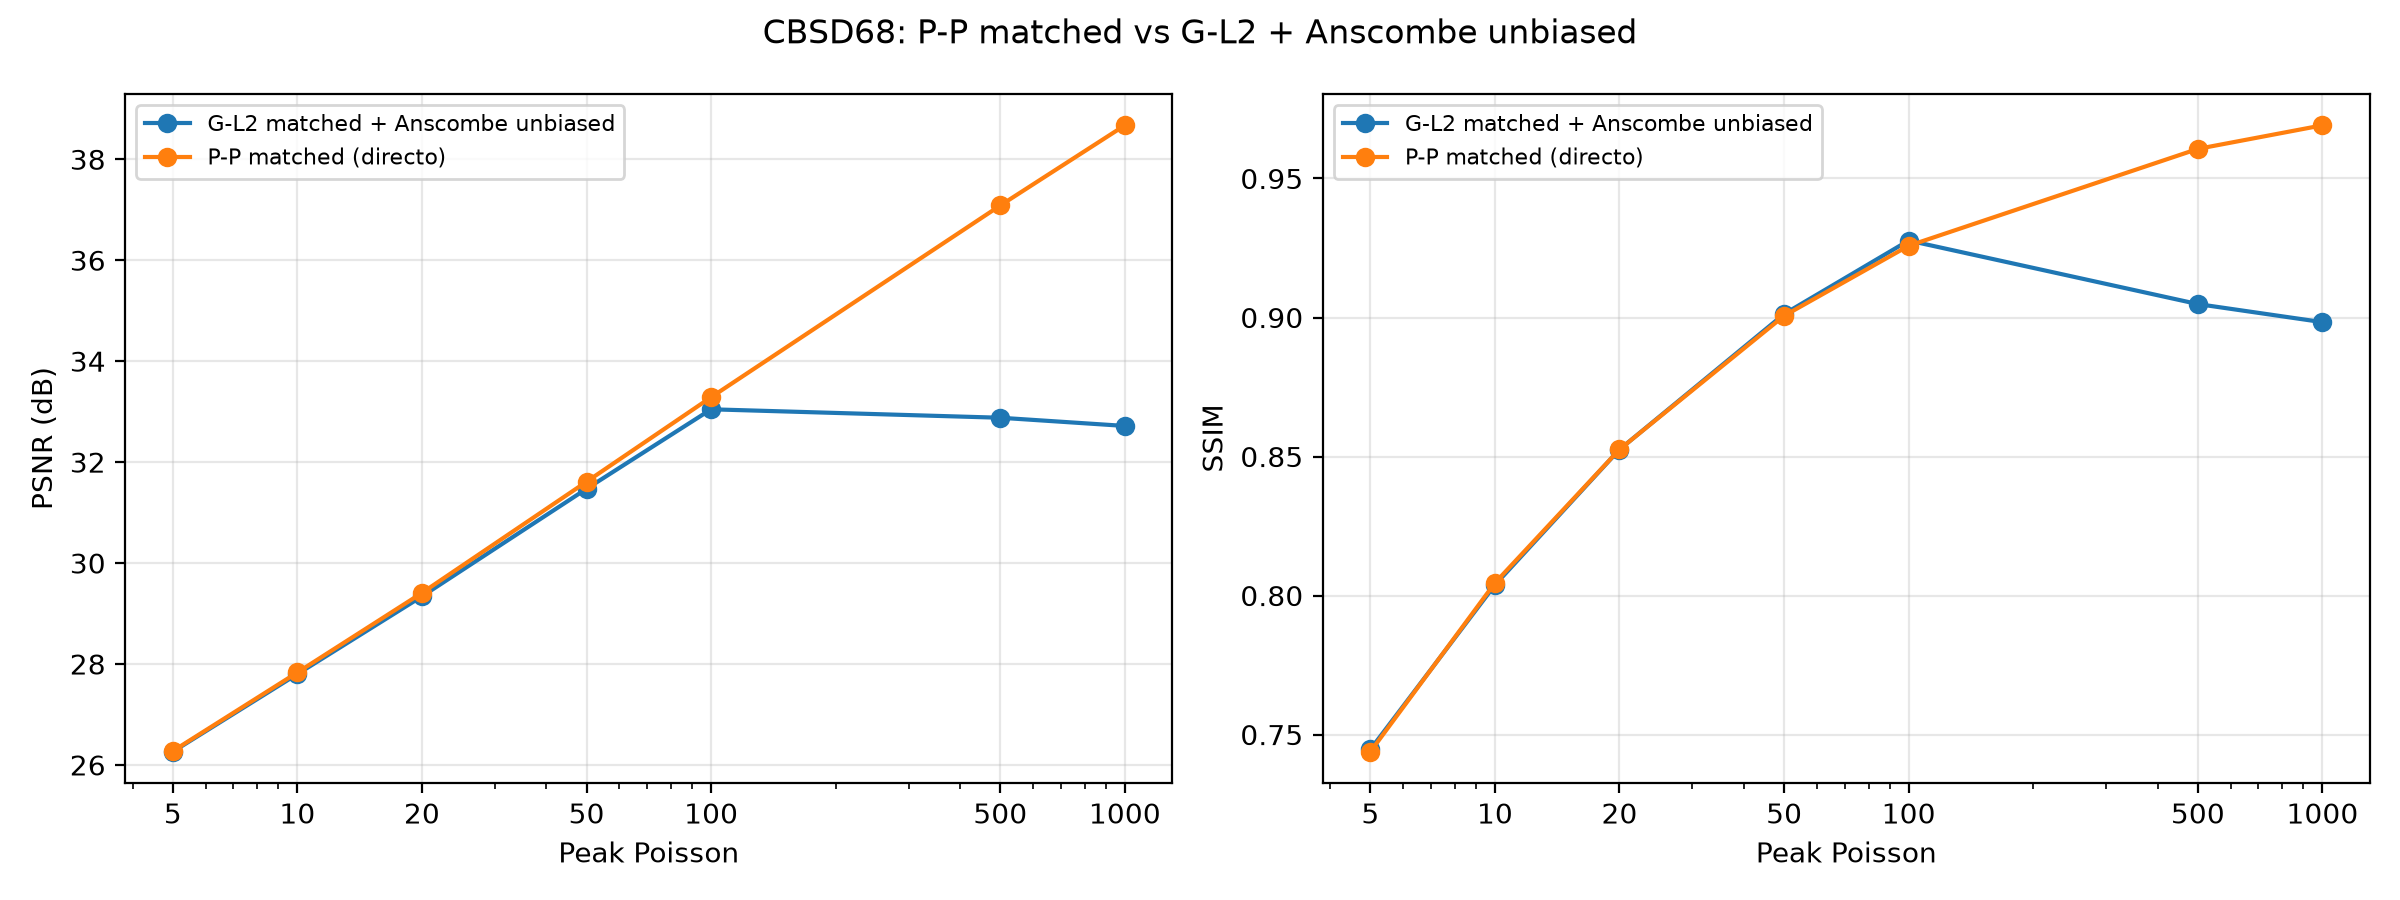 CBSD68: P-P matched vs G-L2 + Anscombe unbiased
G-L2 matched + Anscombe unbiased
P-P matched (directo)
PSNR (dB)
38
36
34
32
30
28
26
5 10 20 50 100 500 1000
Peak Poisson
G-L2 matched + Anscombe unbiased
P-P matched (directo)
SSIM
0.95
0.90
0.85
0.80
0.75
5 10 20 50 100 500 1000
Peak Poisson